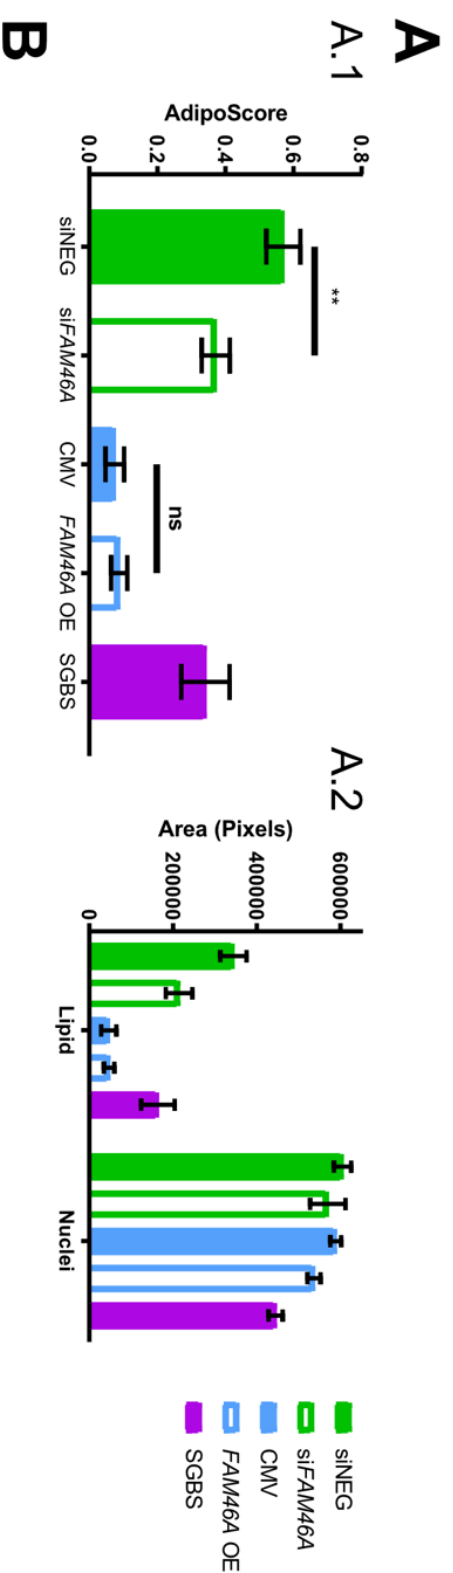 A
A.1
AdipoScore
0.8
0.6
0.4
0.2
0.0
**
ns
siNEG
siFAM46A
CMV
FAM46A OE
SGBS
A.2
Area (Pixels)
600000
400000
200000
0
Lipid
Nuclei
siNEG
siFAM46A
CMV
FAM46A OE
SGBS
B